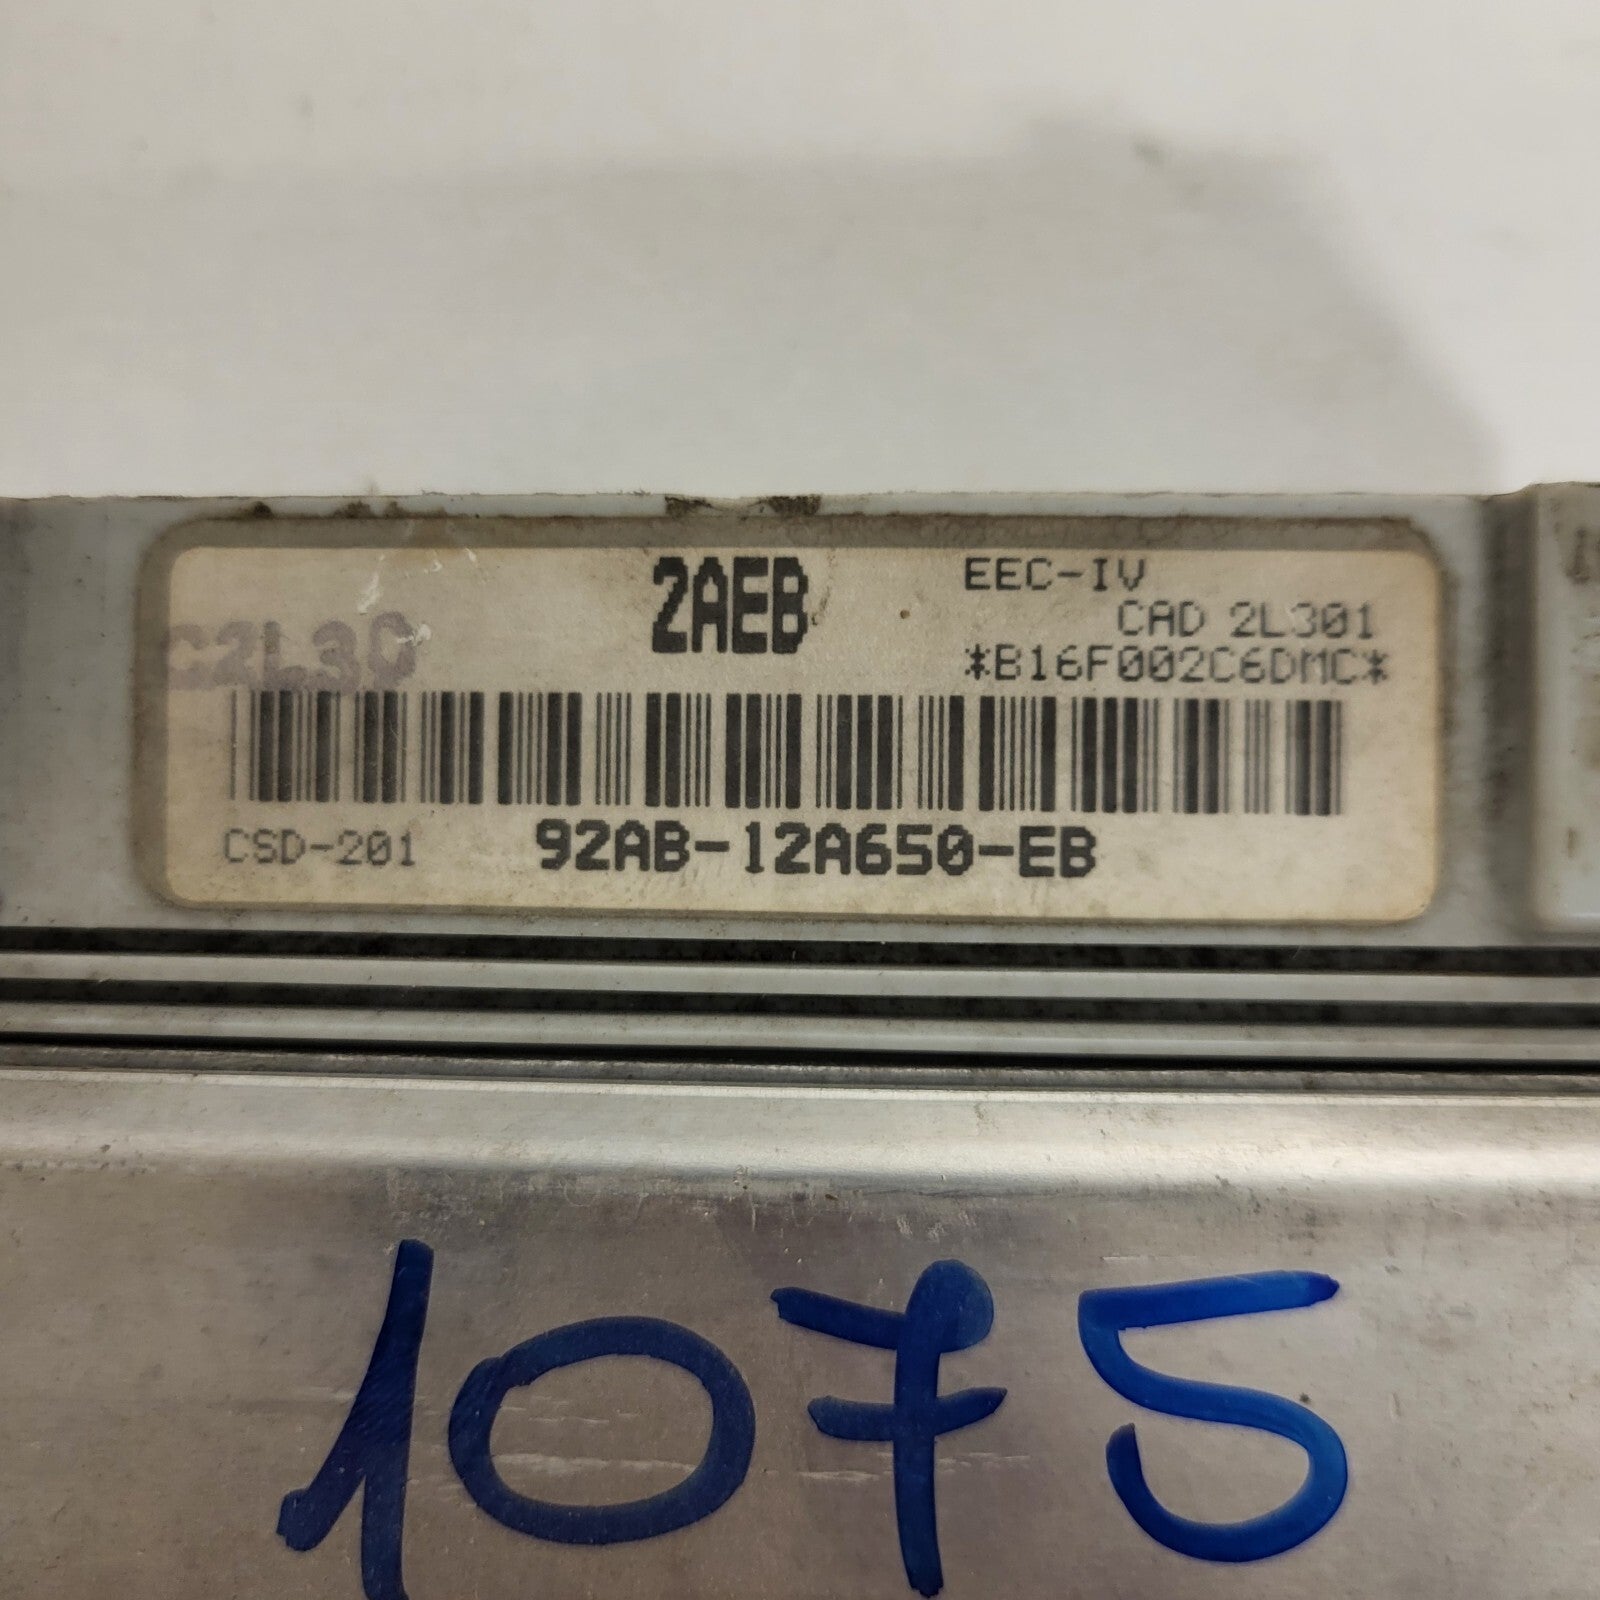 2AEB
EEC-IV
CAD 2L301
C2L30
*B16F002C6DMC*
CSD-201
92AB-12A650-EB
1075